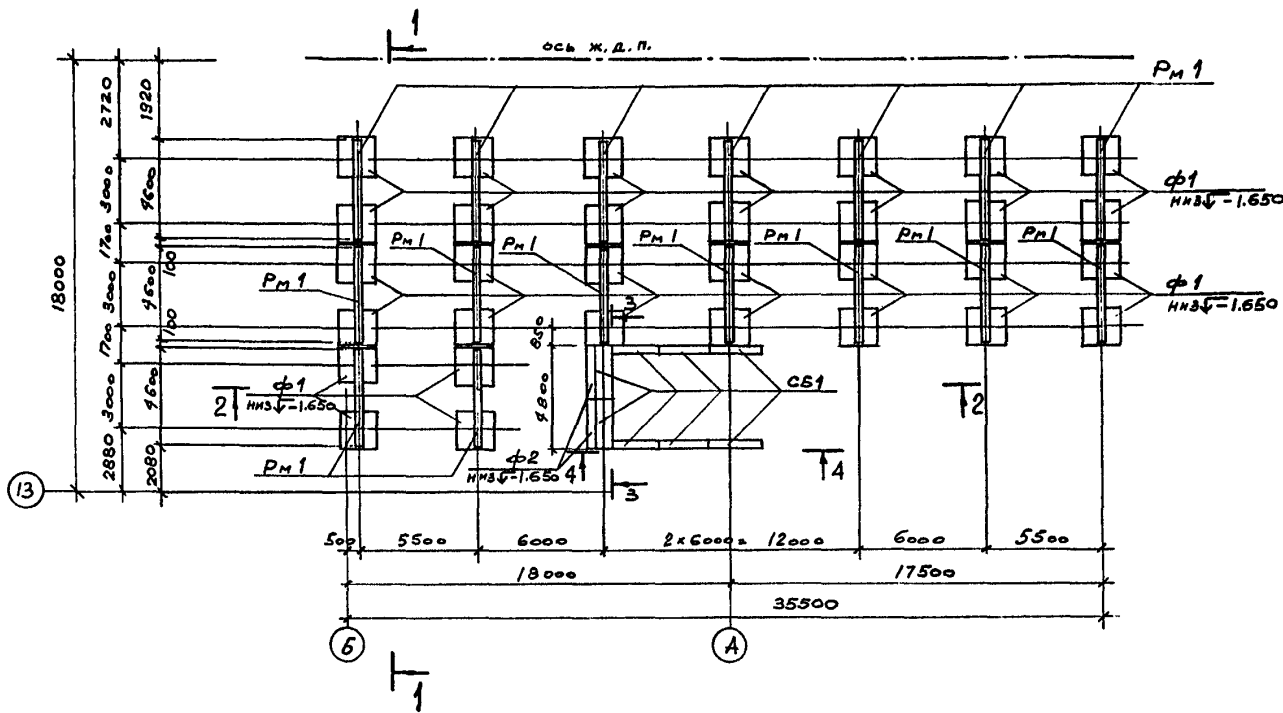 1
ось ж.д.п.
Рм 1
2720
1920
3000
4600
ф1
низ -1.650
1700
100
Рм 1
Рм 1
Рм 1
Рм 1
Рм 1
Рм 1
Рм 1
18000
3000
4600
ф1
низ -1.650
1700
100
3
850
3000
4600
2
ф1
низ -1.650
4800
СБ1
2
2880
2080
Рм 1
ф2
низ -1.650
4
4
13
3
500
5500
6000
2×6000=12000
6000
5500
18000
17500
35500
Б
А
1